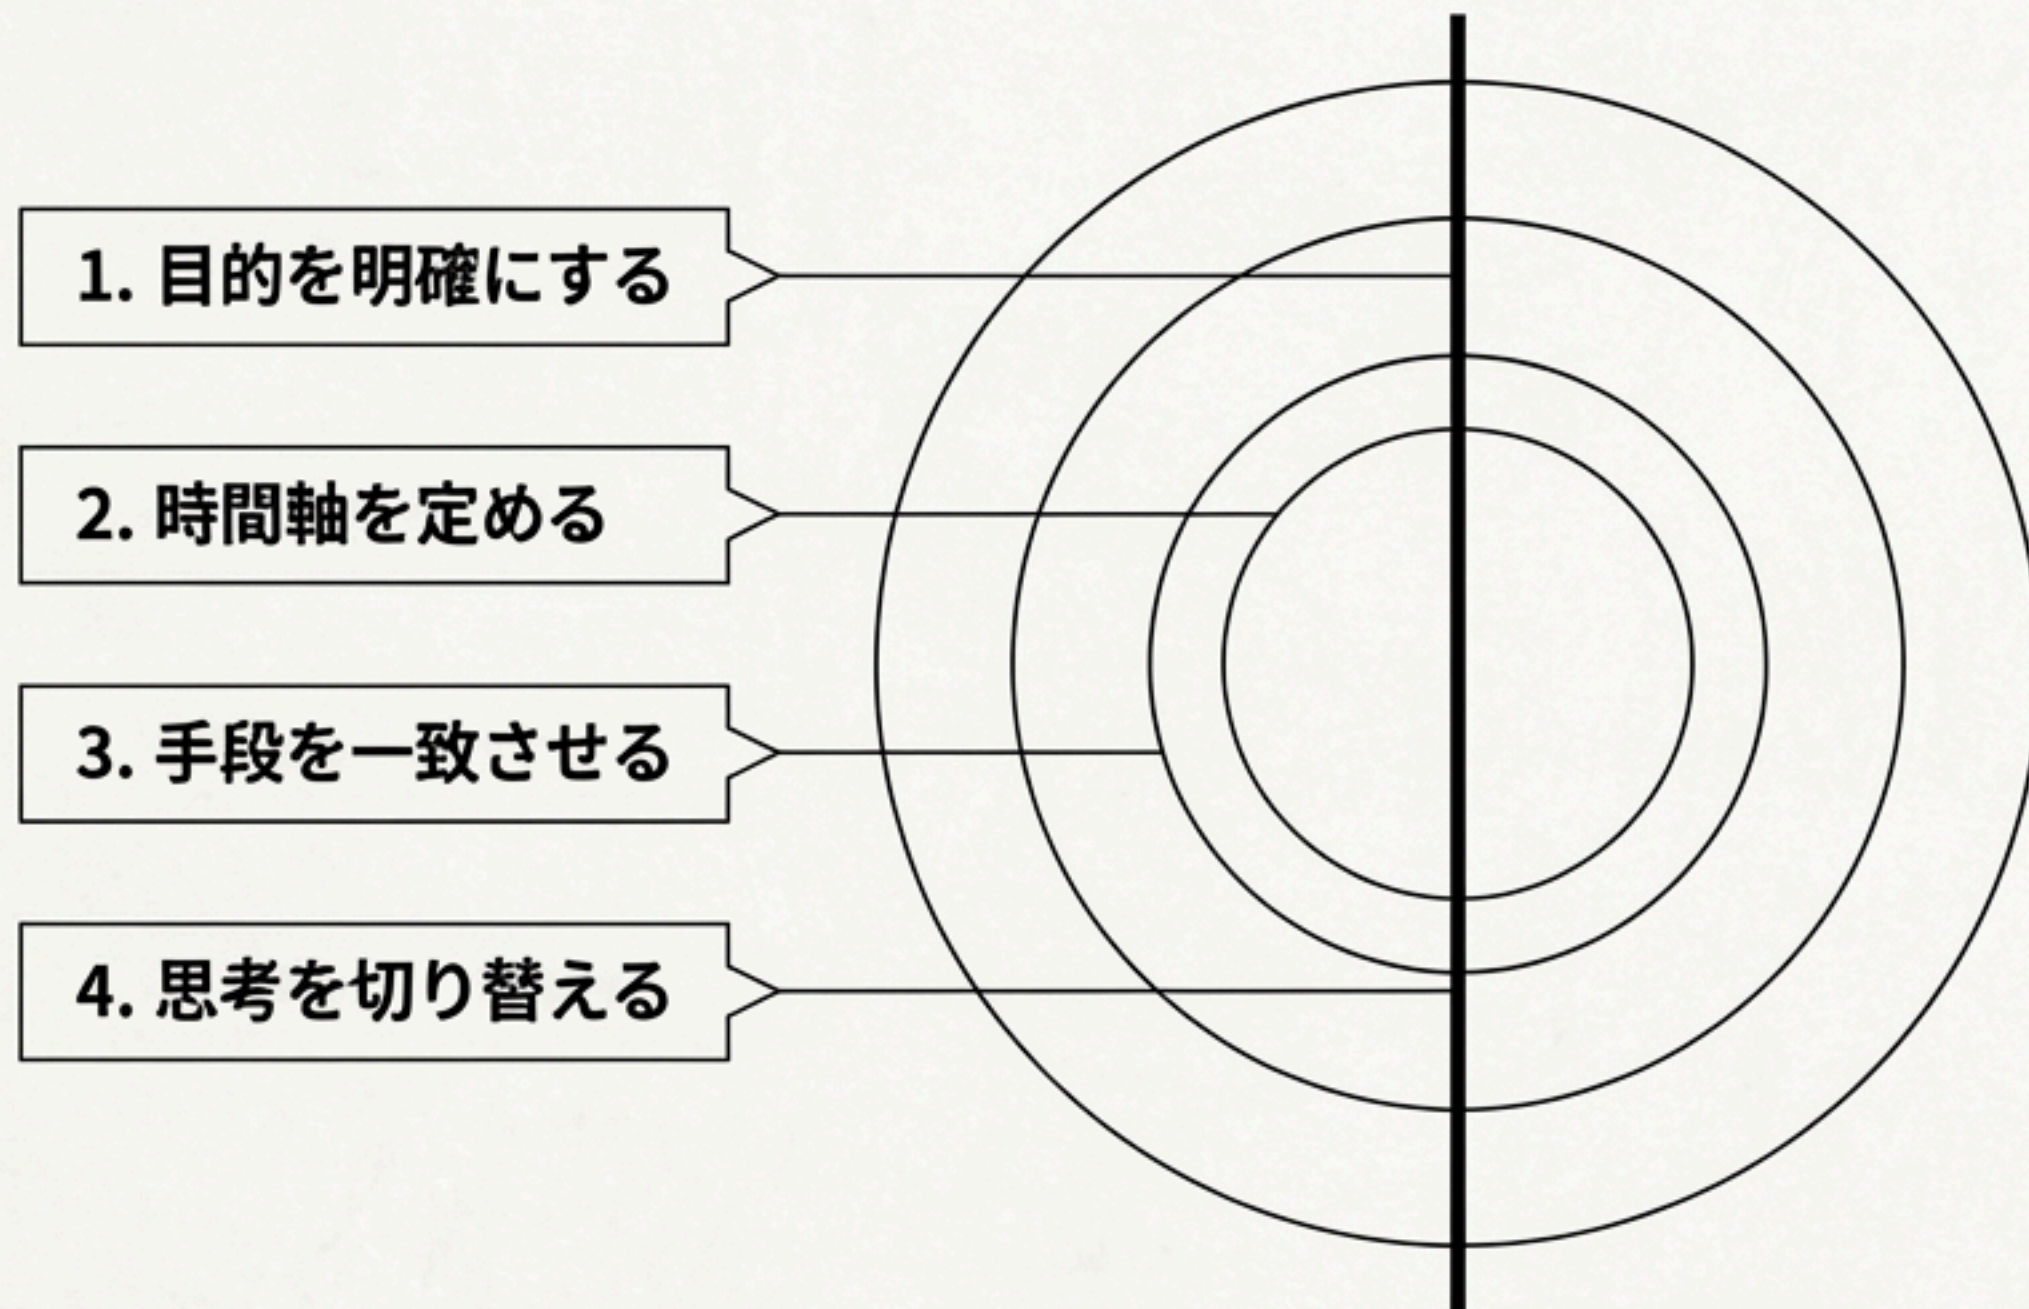 1. 目的を明確にする
2. 時間軸を定める
3. 手段を一致させる
4. 思考を切り替える